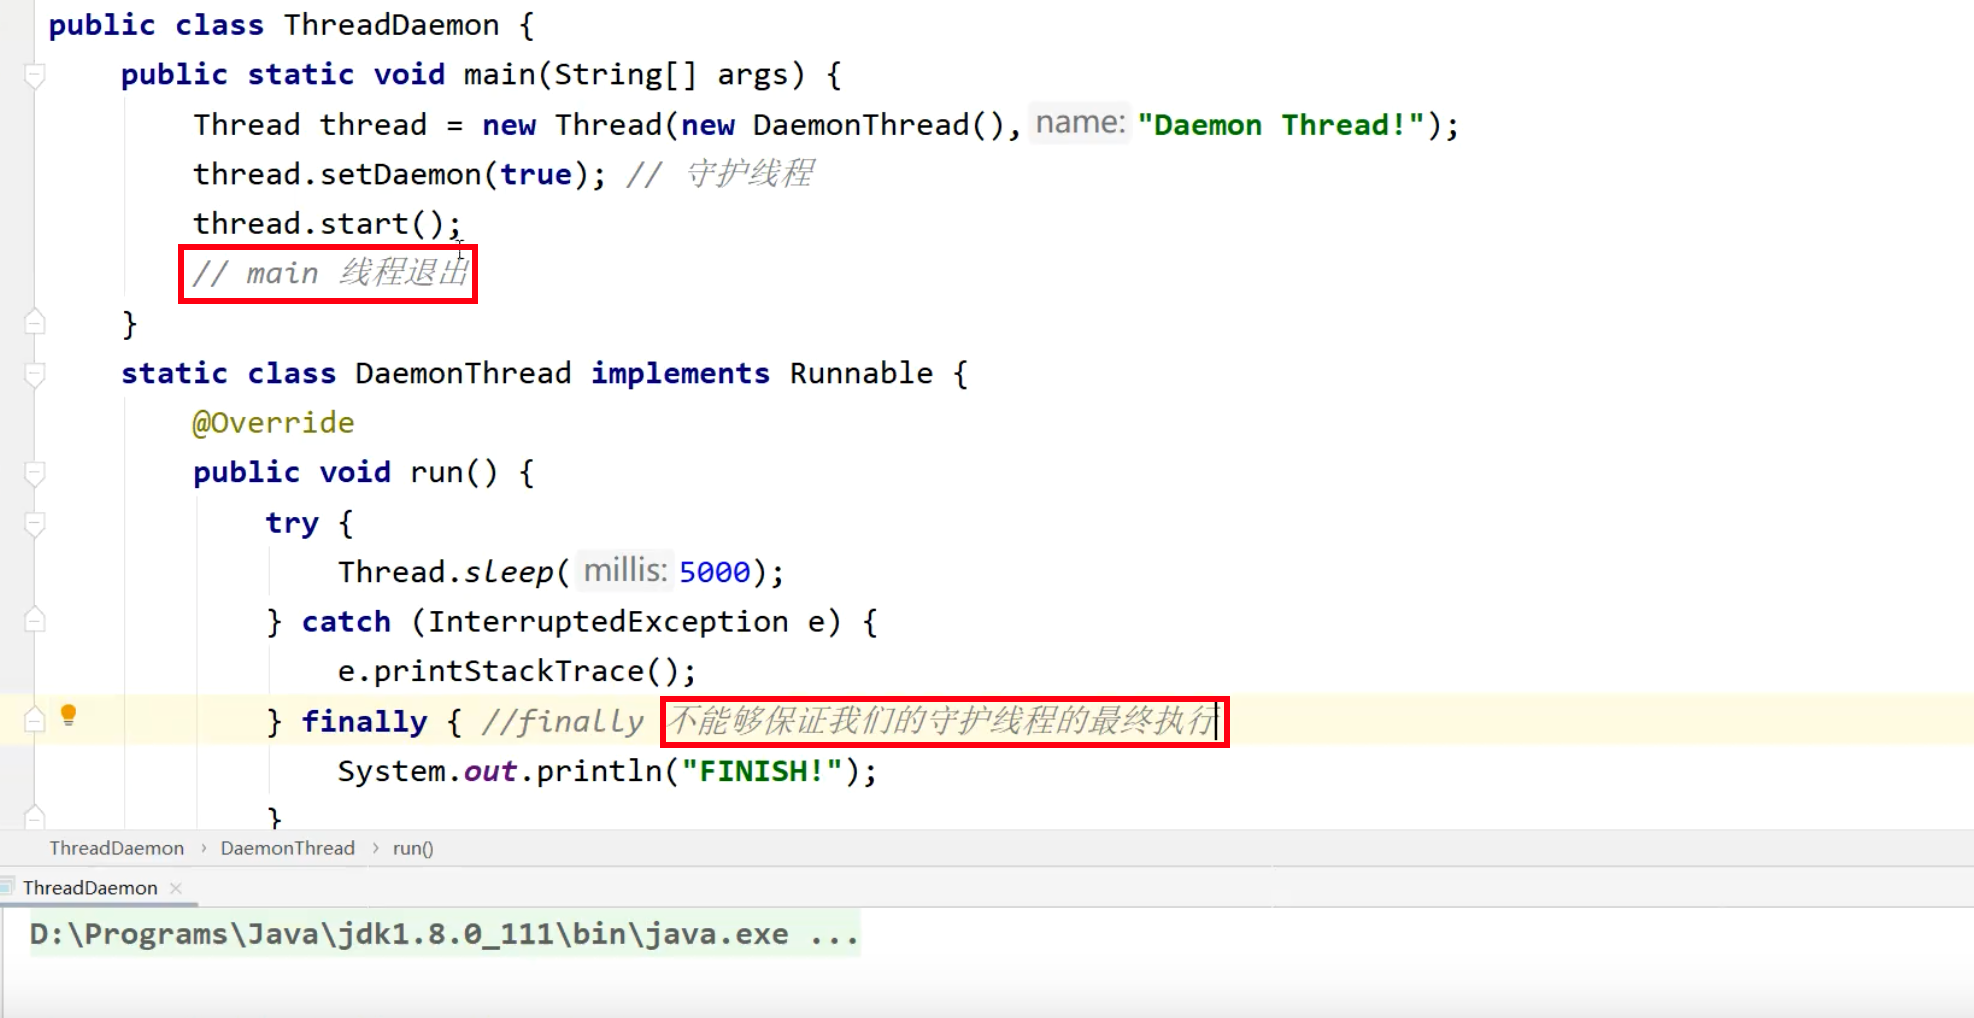 public class ThreadDaemon {
public static void main(String[] args) {
Thread thread = new Thread(new DaemonThread(), name: "Daemon Thread!");
thread.setDaemon(true); // 守护线程
thread.start();
// main 线程退出
}
static class DaemonThread implements Runnable {
@Override
public void run() {
try {
Thread.sleep( millis: 5000);
} catch (InterruptedException e) {
e.printStackTrace();
} finally { //finally 不能够保证我们的守护线程的最终执行
System.out.println("FINISH!");
}
ThreadDaemon › DaemonThread › run()
ThreadDaemon ×
D:\Programs\Java\jdk1.8.0_111\bin\java.exe ...